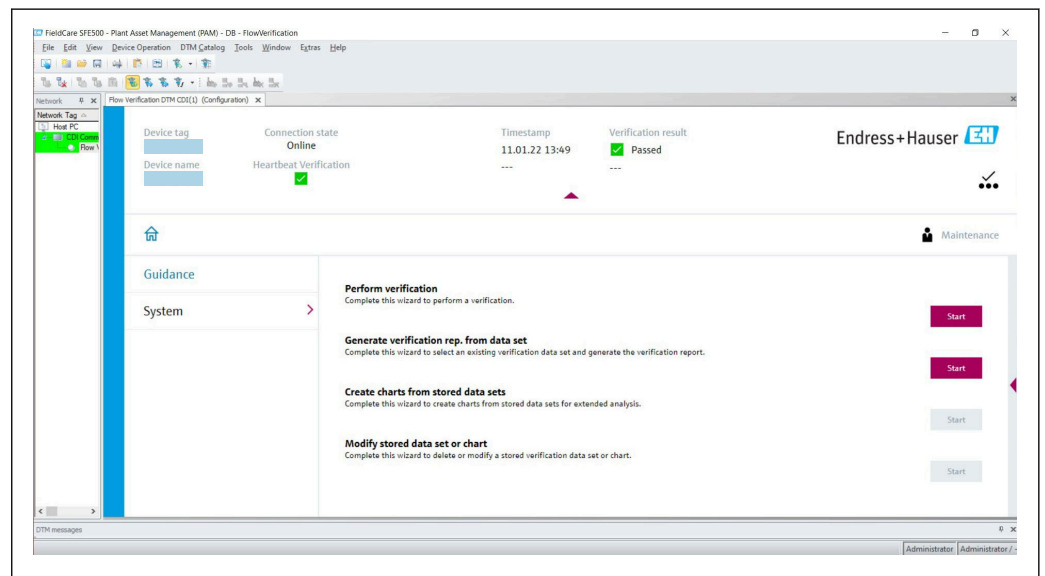 FieldCare SFE500 - Plant Asset Management (PAM) - DB - FlowVerification
File Edit View Device Operation DTM Catalog Tools Window Extras Help
Network
Flow Verification DTM CDI(1) (Configuration)
Network Tag
Host PC
CDI Comm
Flow V
Device tag
Connection state
Online
Timestamp
11.01.22 13:49
Verification result
Passed
Endress+Hauser EH
Device name
Heartbeat Verification
---
---
Maintenance
Guidance
System
Perform verification
Complete this wizard to perform a verification.
Start
Generate verification rep. from data set
Complete this wizard to select an existing verification data set and generate the verification report.
Start
Create charts from stored data sets
Complete this wizard to create charts from stored data sets for extended analysis.
Start
Modify stored data set or chart
Complete this wizard to delete or modify a stored verification data set or chart.
Start
DTM messages
Administrator Administrator / -